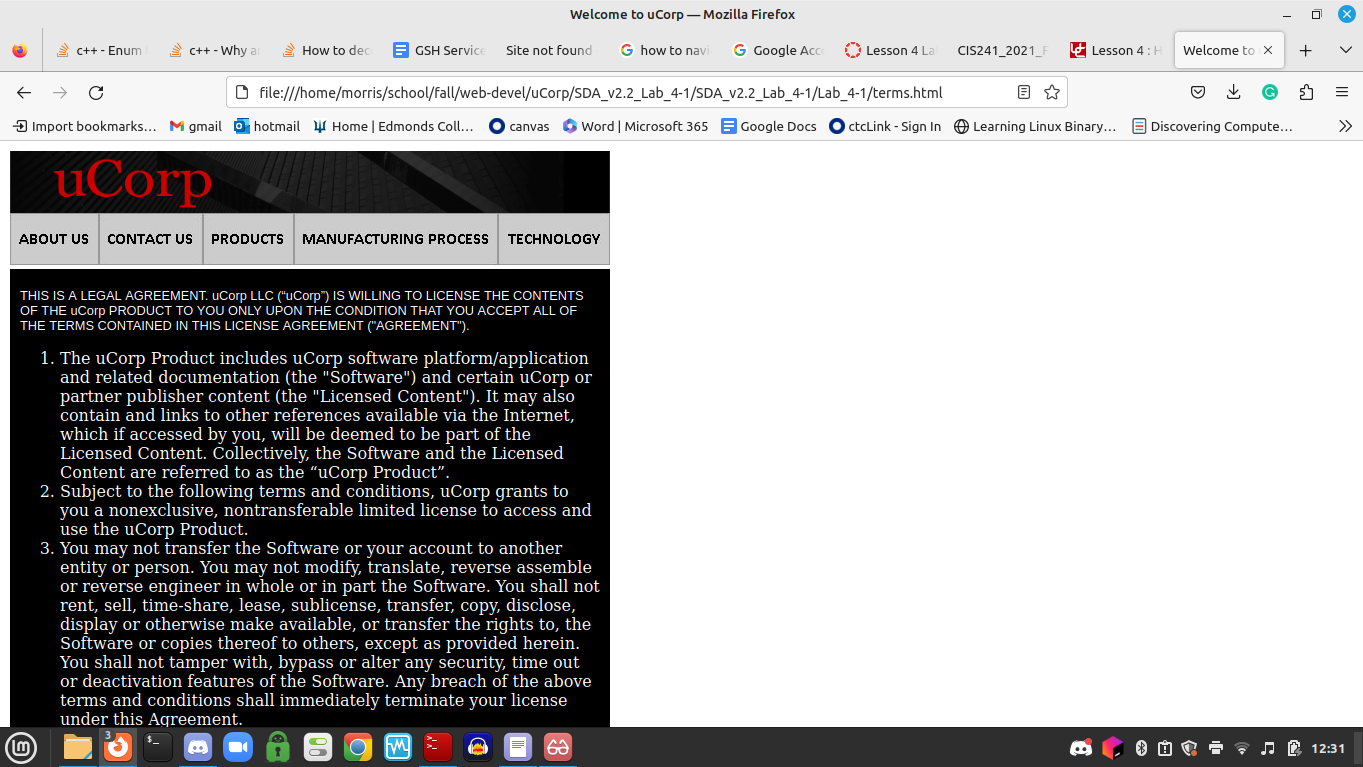 Welcome to uCorp — Mozilla Firefox
c++ - Enum
c++ - Why a
How to dec
GSH Service
Site not found
how to navi
Google Acc
Lesson 4 La
CIS241_2021_F
Lesson 4 : H
Welcome to
file:///home/morris/school/fall/web-devel/uCorp/SDA_v2.2_Lab_4-1/SDA_v2.2_Lab_4-1/Lab_4-1/terms.html
Import bookmarks…
gmail
hotmail
Home | Edmonds Coll…
canvas
Word | Microsoft 365
Google Docs
ctcLink - Sign In
Learning Linux Binary…
Discovering Compute…
uCorp
ABOUT US
CONTACT US
PRODUCTS
MANUFACTURING PROCESS
TECHNOLOGY
THIS IS A LEGAL AGREEMENT. uCorp LLC (“uCorp”) IS WILLING TO LICENSE THE CONTENTS
OF THE uCorp PRODUCT TO YOU ONLY UPON THE CONDITION THAT YOU ACCEPT ALL OF
THE TERMS CONTAINED IN THIS LICENSE AGREEMENT ("AGREEMENT").
1. The uCorp Product includes uCorp software platform/application
and related documentation (the "Software") and certain uCorp or
partner publisher content (the "Licensed Content"). It may also
contain and links to other references available via the Internet,
which if accessed by you, will be deemed to be part of the
Licensed Content. Collectively, the Software and the Licensed
Content are referred to as the “uCorp Product”.
2. Subject to the following terms and conditions, uCorp grants to
you a nonexclusive, nontransferable limited license to access and
use the uCorp Product.
3. You may not transfer the Software or your account to another
entity or person. You may not modify, translate, reverse assemble
or reverse engineer in whole or in part the Software. You shall not
rent, sell, time-share, lease, sublicense, transfer, copy, disclose,
display or otherwise make available, or transfer the rights to, the
Software or copies thereof to others, except as provided herein.
You shall not tamper with, bypass or alter any security, time out
or deactivation features of the Software. Any breach of the above
terms and conditions shall immediately terminate your license
under this Agreement.
3
12:31